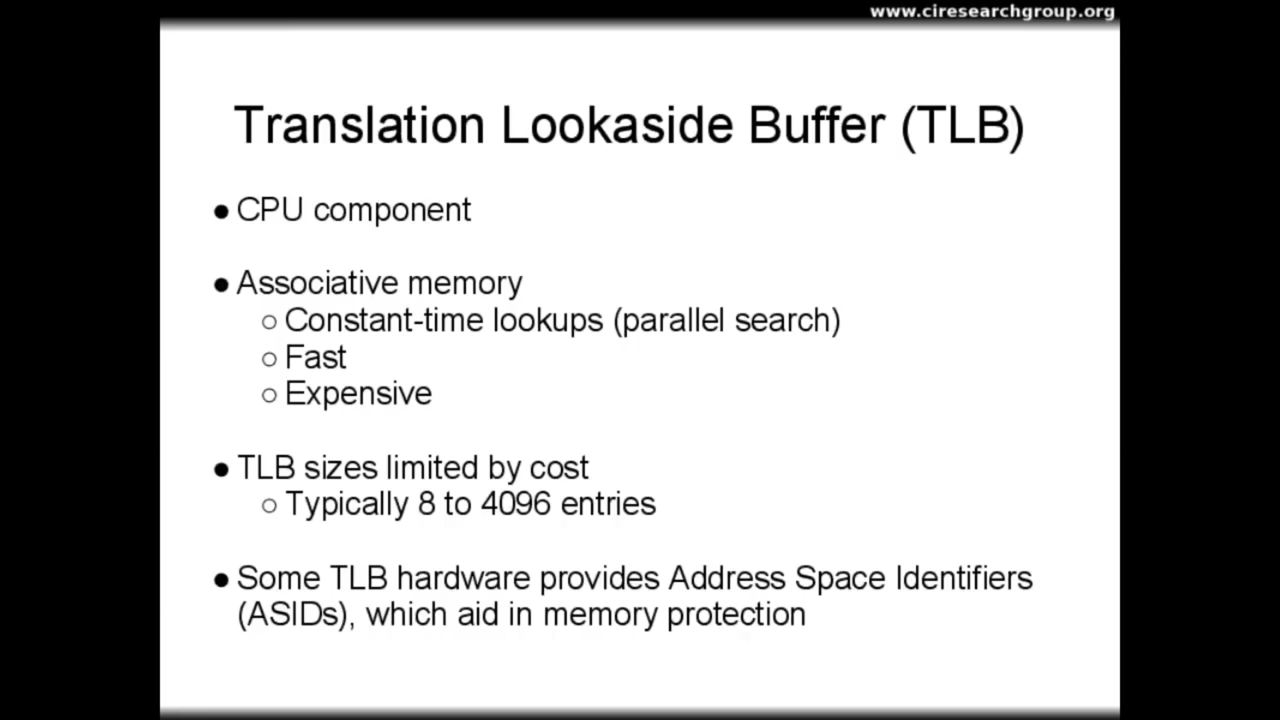 www.ciresearchgroup.org
Translation Lookaside Buffer (TLB)
● CPU component
● Associative memory
○ Constant-time lookups (parallel search)
○ Fast
○ Expensive
● TLB sizes limited by cost
○ Typically 8 to 4096 entries
● Some TLB hardware provides Address Space Identifiers
(ASIDs), which aid in memory protection